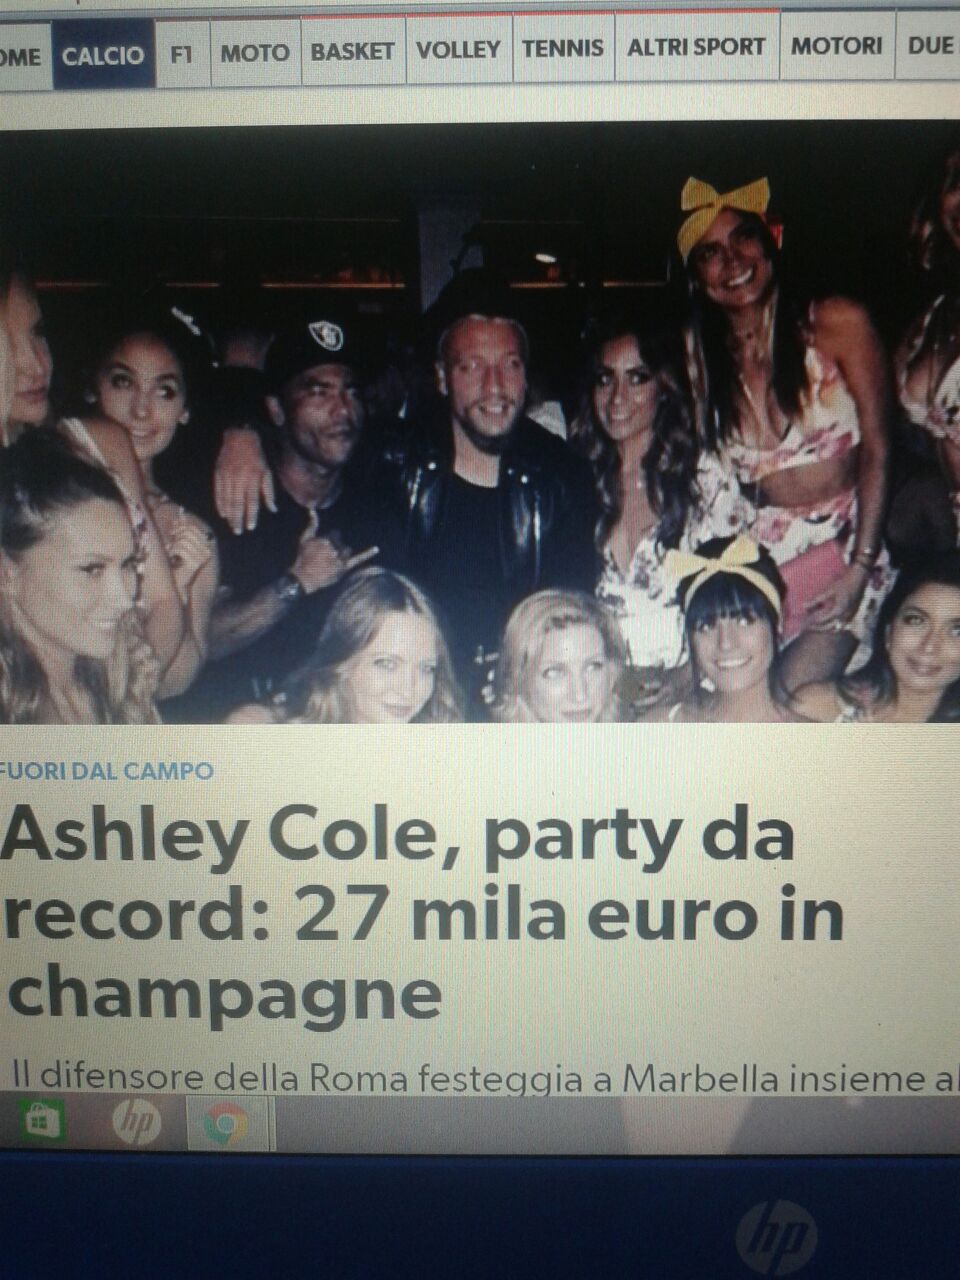 OME CALCIO F1 MOTO BASKET VOLLEY TENNIS ALTRI SPORT MOTORI DUE
FUORI DAL CAMPO
Ashley Cole, party da
record: 27 mila euro in
champagne
Il difensore della Roma festeggia a Marbella insieme al
hp
hp